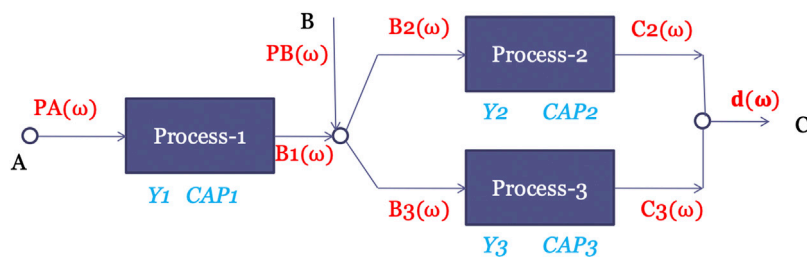 PA(ω)
A
Process-1
Y1 CAP1
B1(ω)
B
PB(ω)
B2(ω)
Process-2
Y2 CAP2
C2(ω)
B3(ω)
Process-3
Y3 CAP3
C3(ω)
d(ω)
C